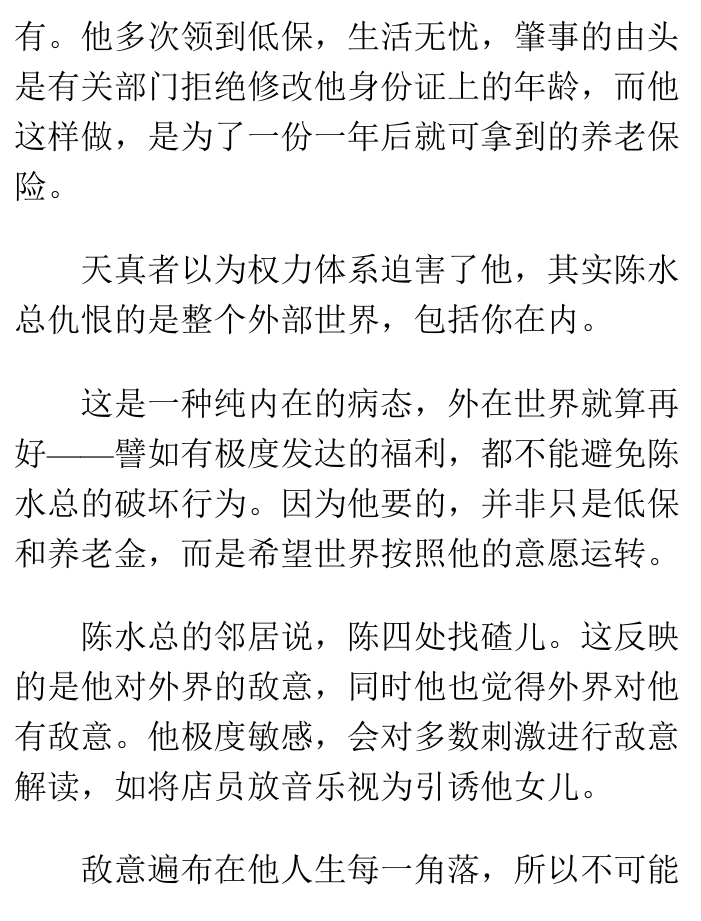 有。他多次领到低保，生活无忧，肇事的由头
是有关部门拒绝修改他身份证上的年龄，而他
这样做，是为了一份一年后就可拿到的养老保
险。
天真者以为权力体系迫害了他，其实陈水
总仇恨的是整个外部世界，包括你在内。
这是一种纯内在的病态，外在世界就算再
好——譬如有极度发达的福利，都不能避免陈
水总的破坏行为。因为他要的，并非只是低保
和养老金，而是希望世界按照他的意愿运转。
陈水总的邻居说，陈四处找碴儿。这反映
的是他对外界的敌意，同时他也觉得外界对他
有敌意。他极度敏感，会对多数刺激进行敌意
解读，如将店员放音乐视为引诱他女儿。
敌意遍布在他人生每一角落，所以不可能